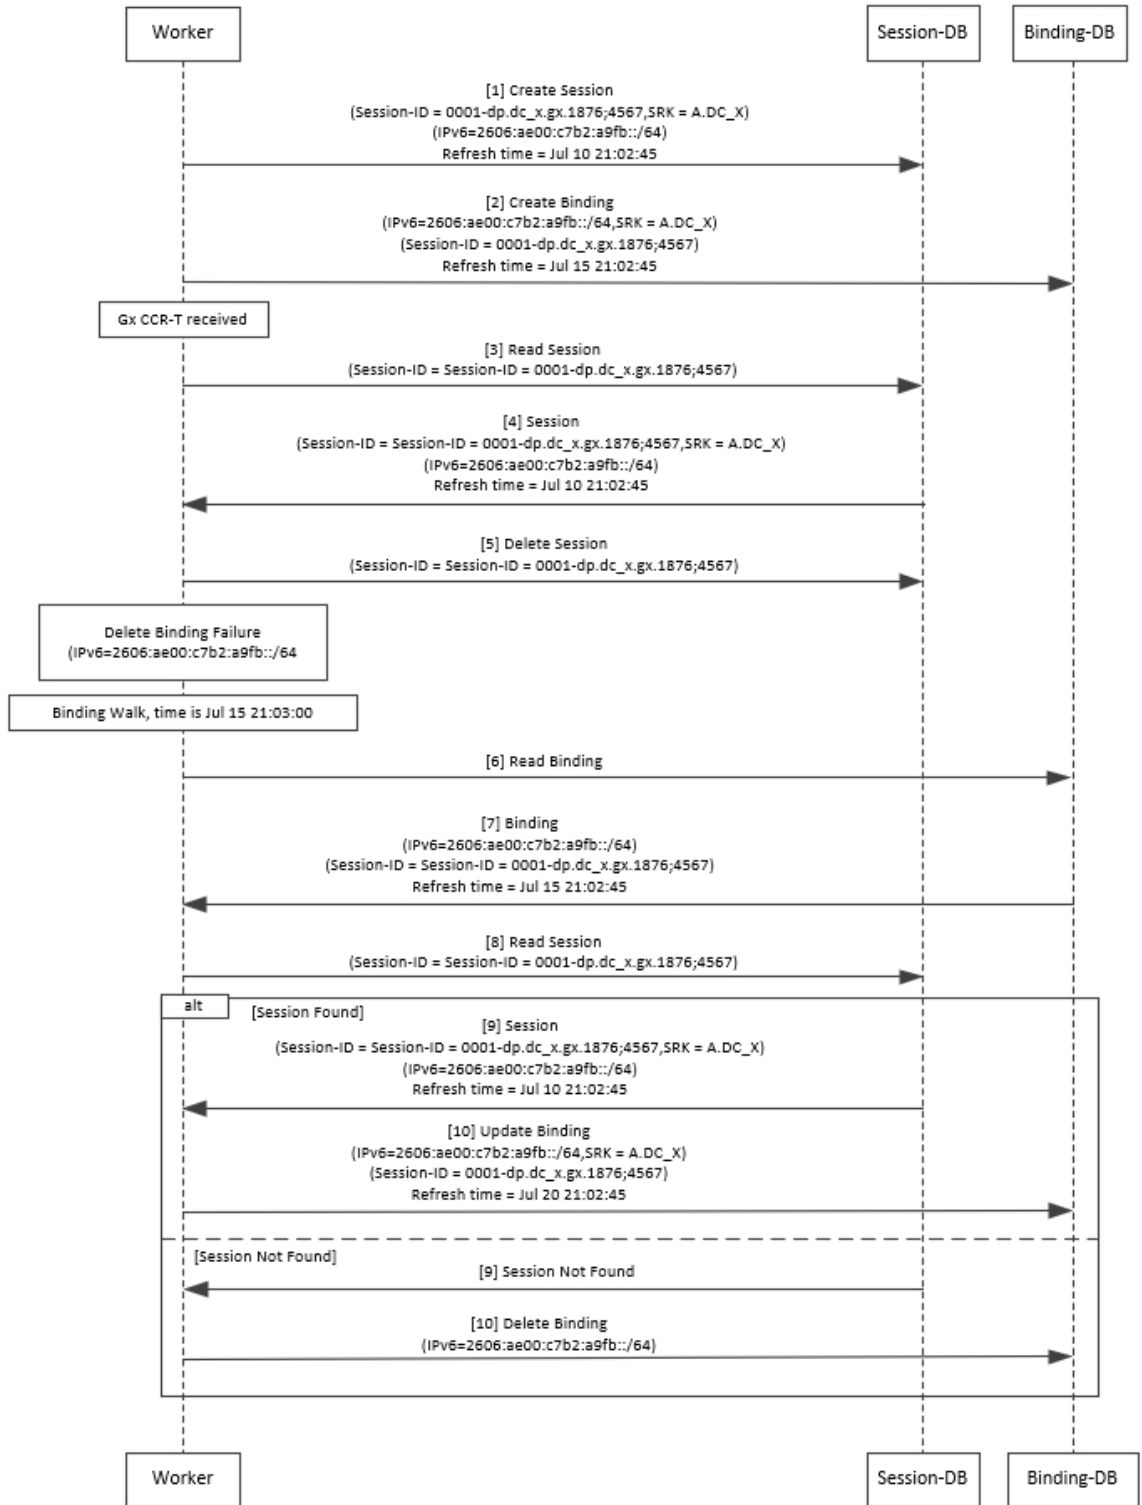 Worker
Session-DB
Binding-DB
[1] Create Session
(Session-ID = 0001-dp.dc_x.gx.1876;4567,SRK = A.DC_X)
(IPv6=2606:ae00:c7b2:a9fb::/64)
Refresh time = Jul 10 21:02:45
[2] Create Binding
(IPv6=2606:ae00:c7b2:a9fb::/64,SRK = A.DC_X)
(Session-ID = 0001-dp.dc_x.gx.1876;4567)
Refresh time = Jul 15 21:02:45
Gx CCR-T received
[3] Read Session
(Session-ID = Session-ID = 0001-dp.dc_x.gx.1876;4567)
[4] Session
(Session-ID = Session-ID = 0001-dp.dc_x.gx.1876;4567,SRK = A.DC_X)
(IPv6=2606:ae00:c7b2:a9fb::/64)
Refresh time = Jul 10 21:02:45
[5] Delete Session
(Session-ID = Session-ID = 0001-dp.dc_x.gx.1876;4567)
Delete Binding Failure
(IPv6=2606:ae00:c7b2:a9fb::/64
Binding Walk, time is Jul 15 21:03:00
[6] Read Binding
[7] Binding
(IPv6=2606:ae00:c7b2:a9fb::/64)
(Session-ID = Session-ID = 0001-dp.dc_x.gx.1876;4567)
Refresh time = Jul 15 21:02:45
[8] Read Session
(Session-ID = Session-ID = 0001-dp.dc_x.gx.1876;4567)
alt
[Session Found]
[9] Session
(Session-ID = Session-ID = 0001-dp.dc_x.gx.1876;4567,SRK = A.DC_X)
(IPv6=2606:ae00:c7b2:a9fb::/64)
Refresh time = Jul 10 21:02:45
[10] Update Binding
(IPv6=2606:ae00:c7b2:a9fb::/64,SRK = A.DC_X)
(Session-ID = 0001-dp.dc_x.gx.1876;4567)
Refresh time = Jul 20 21:02:45
[Session Not Found]
[9] Session Not Found
[10] Delete Binding
(IPv6=2606:ae00:c7b2:a9fb::/64)
Worker
Session-DB
Binding-DB